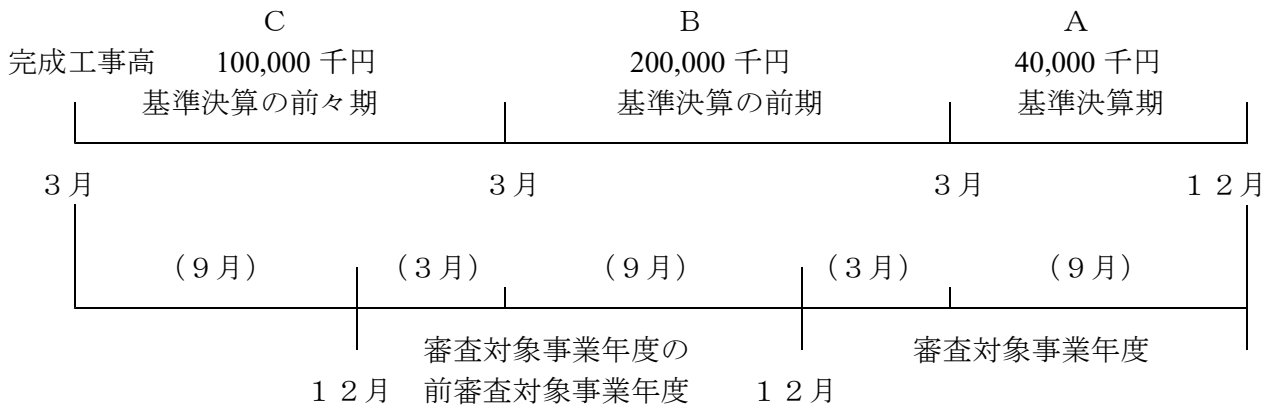 C B A
完成工事高 100,000 千円 200,000 千円 40,000 千円
基準決算の前々期 基準決算の前期 基準決算期
３月 ３月 ３月 １２月
（９月） （３月） （９月） （３月） （９月）
審査対象事業年度の 審査対象事業年度
１２月 前審査対象事業年度 １２月